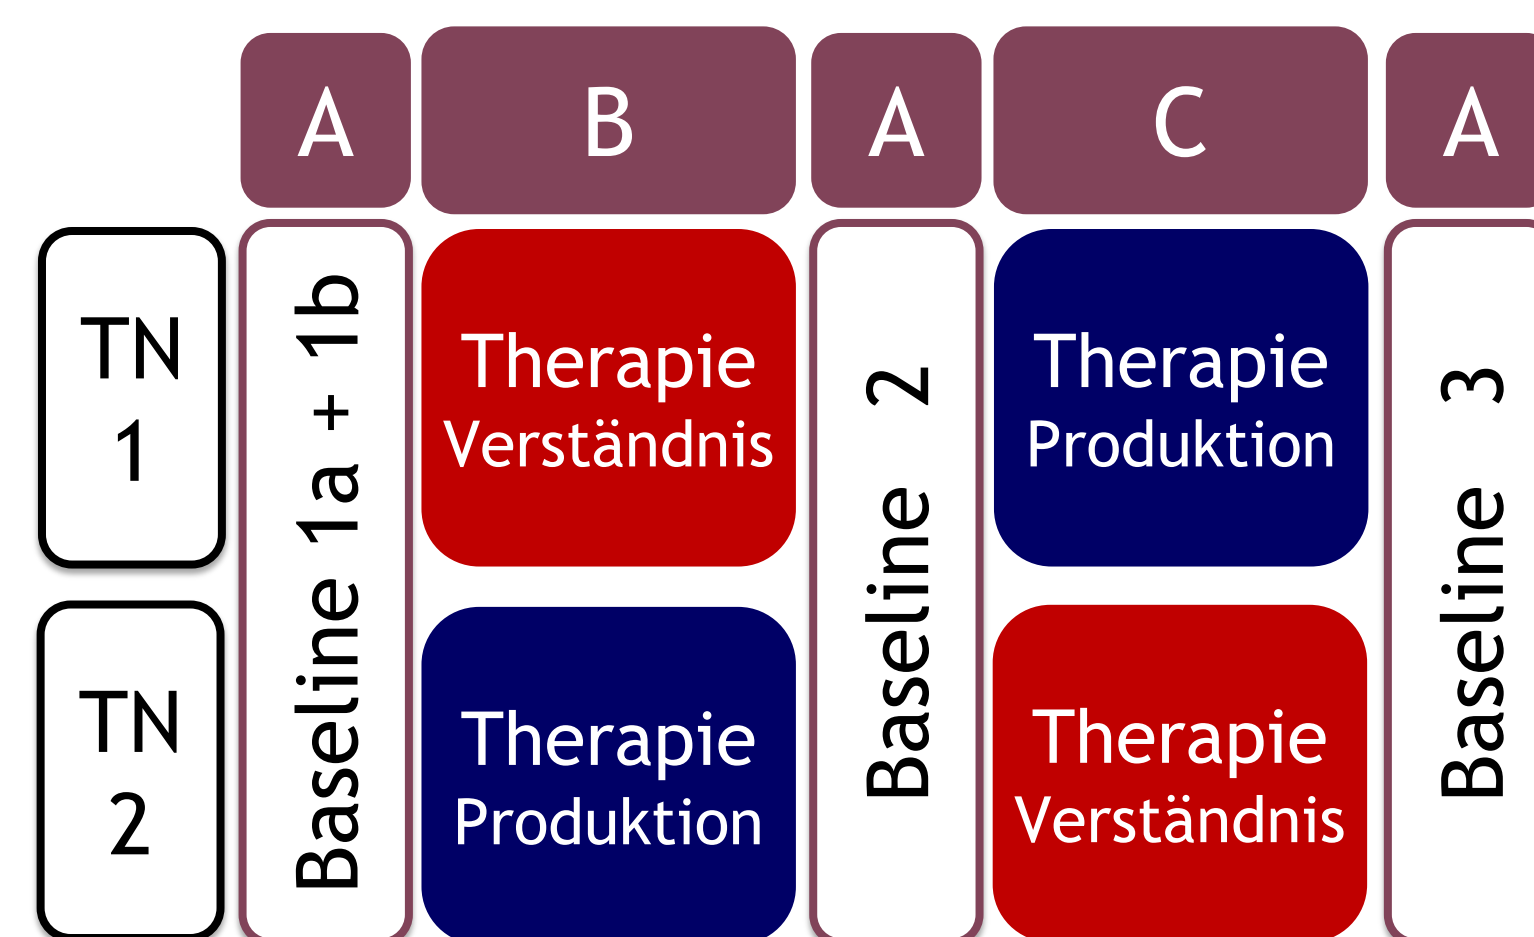 A
B
A
C
A
TN
1
Baseline 1a + 1b
Therapie
Verständnis
Baseline 2
Therapie
Produktion
Baseline 3
TN
2
Therapie
Produktion
Therapie
Verständnis